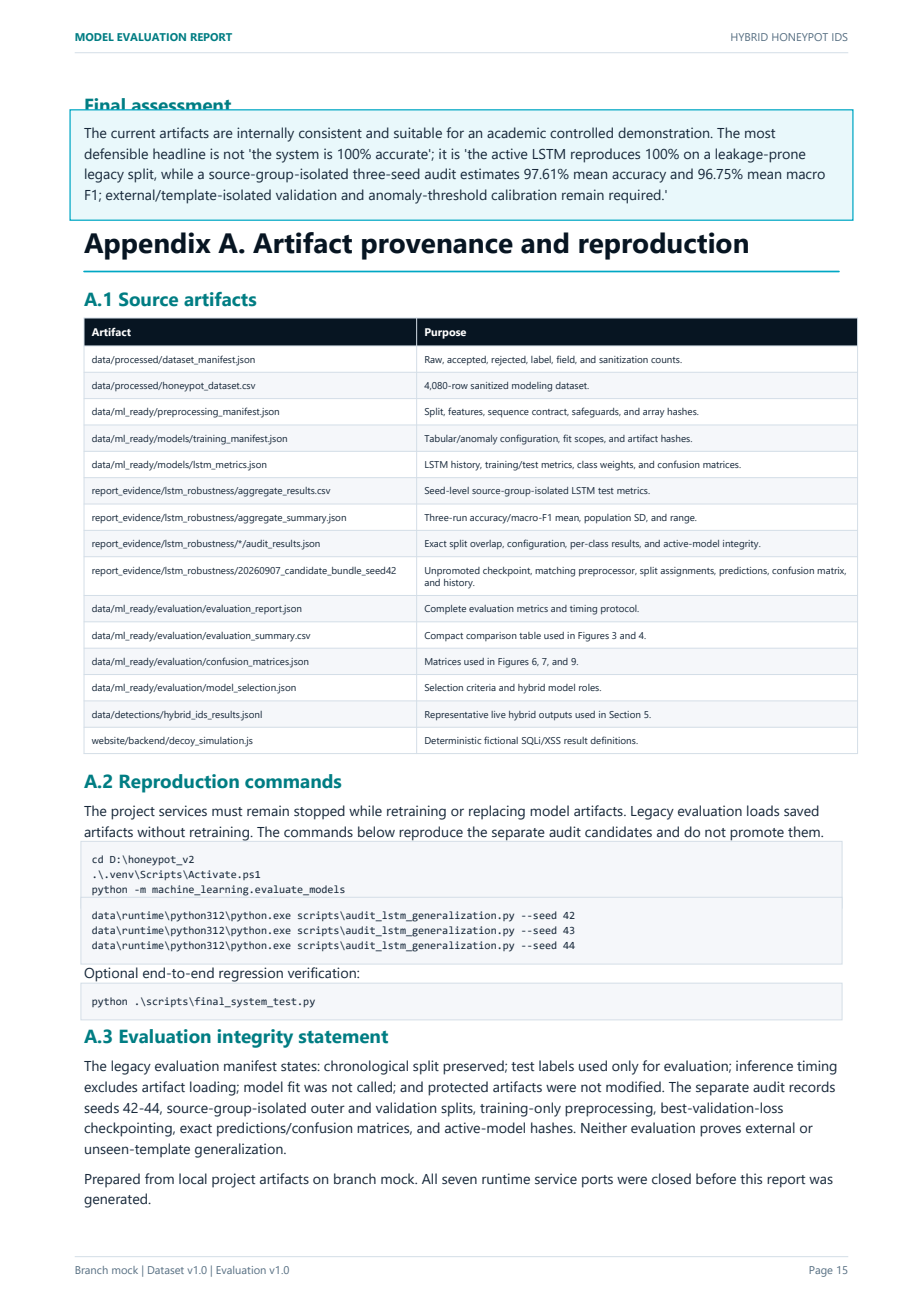 MODEL EVALUATION REPORT
HYBRID HONEYPOT IDS
Final assessment
The current artifacts are internally consistent and suitable for an academic controlled demonstration. The most
defensible headline is not 'the system is 100% accurate'; it is 'the active LSTM reproduces 100% on a leakage-prone
legacy split, while a source-group-isolated three-seed audit estimates 97.61% mean accuracy and 96.75% mean macro
F1; external/template-isolated validation and anomaly-threshold calibration remain required.'
Appendix A. Artifact provenance and reproduction
A.1 Source artifacts
Artifact Purpose
data/processed/dataset_manifest.json Raw, accepted, rejected, label, field, and sanitization counts.
data/processed/honeypot_dataset.csv 4,080-row sanitized modeling dataset.
data/ml_ready/preprocessing_manifest.json Split, features, sequence contract, safeguards, and array hashes.
data/ml_ready/models/training_manifest.json Tabular/anomaly configuration, fit scopes, and artifact hashes.
data/ml_ready/models/lstm_metrics.json LSTM history, training/test metrics, class weights, and confusion matrices.
report_evidence/lstm_robustness/aggregate_results.csv Seed-level source-group-isolated LSTM test metrics.
report_evidence/lstm_robustness/aggregate_summary.json Three-run accuracy/macro-F1 mean, population SD, and range.
report_evidence/lstm_robustness/*/audit_results.json Exact split overlap, configuration, per-class results, and active-model integrity.
report_evidence/lstm_robustness/20260907_candidate_bundle_seed42 Unpromoted checkpoint, matching preprocessor, split assignments, predictions, confusion matrix,
and history.
data/ml_ready/evaluation/evaluation_report.json Complete evaluation metrics and timing protocol.
data/ml_ready/evaluation/evaluation_summary.csv Compact comparison table used in Figures 3 and 4.
data/ml_ready/evaluation/confusion_matrices.json Matrices used in Figures 6, 7, and 9.
data/ml_ready/evaluation/model_selection.json Selection criteria and hybrid model roles.
data/detections/hybrid_ids_results.jsonl Representative live hybrid outputs used in Section 5.
website/backend/decoy_simulation.js Deterministic fictional SQLi/XSS result definitions.
A.2 Reproduction commands
The project services must remain stopped while retraining or replacing model artifacts. Legacy evaluation loads saved
artifacts without retraining. The commands below reproduce the separate audit candidates and do not promote them.
cd D:\honeypot_v2
.\.venv\Scripts\Activate.ps1
python -m machine_learning.evaluate_models
data\runtime\python312\python.exe scripts\audit_lstm_generalization.py --seed 42
data\runtime\python312\python.exe scripts\audit_lstm_generalization.py --seed 43
data\runtime\python312\python.exe scripts\audit_lstm_generalization.py --seed 44
Optional end-to-end regression verification:
python .\scripts\final_system_test.py
A.3 Evaluation integrity statement
The legacy evaluation manifest states: chronological split preserved; test labels used only for evaluation; inference timing
excludes artifact loading; model fit was not called; and protected artifacts were not modified. The separate audit records
seeds 42-44, source-group-isolated outer and validation splits, training-only preprocessing, best-validation-loss
checkpointing, exact predictions/confusion matrices, and active-model hashes. Neither evaluation proves external or
unseen-template generalization.
Prepared from local project artifacts on branch mock. All seven runtime service ports were closed before this report was
generated.
Branch mock | Dataset v1.0 | Evaluation v1.0
Page 15